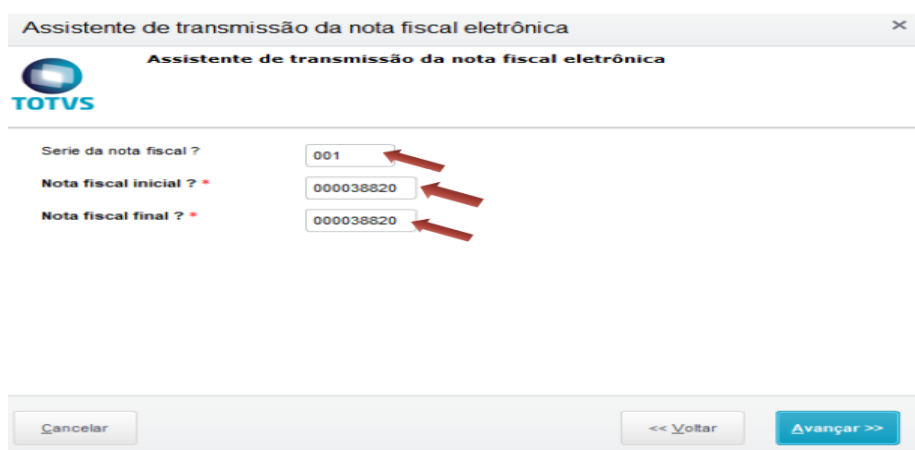 Assistente de transmissão da nota fiscal eletrônica
Assistente de transmissão da nota fiscal eletrônica
TOTVS
Serie da nota fiscal ? 001
Nota fiscal inicial ? * 000038820
Nota fiscal final ? * 000038820
Cancelar << Voltar Avançar >>